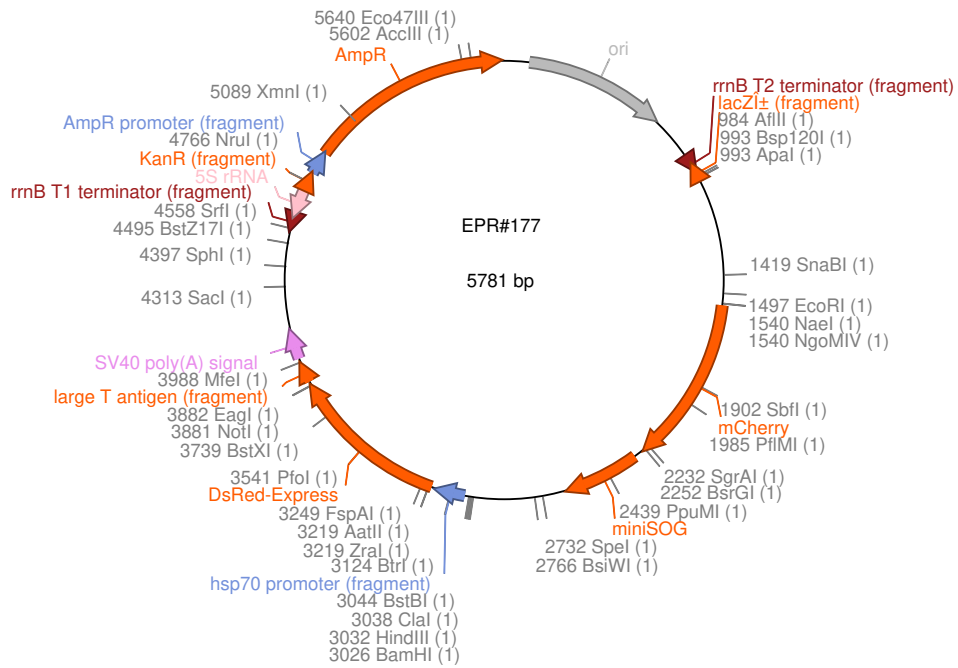 5640 Eco47III (1)
5602 AccIII (1)
AmpR
ori
5089 XmnI (1)
AmpR promoter (fragment)
4766 NruI (1)
KanR (fragment)
5S rRNA
rrnB T1 terminator (fragment)
4558 SrfI (1)
4495 BstZ17I (1)
4397 SphI (1)
4313 SacI (1)
rrnB T2 terminator (fragment)
lacZÎ± (fragment)
984 AflII (1)
993 Bsp120I (1)
993 ApaI (1)
EPR#177
5781 bp
1419 SnaBI (1)
1497 EcoRI (1)
1540 NaeI (1)
1540 NgoMIV (1)
1902 SbfI (1)
mCherry
1985 PflMI (1)
2232 SgrAI (1)
2252 BsrGI (1)
2439 PpuMI (1)
miniSOG
2732 SpeI (1)
2766 BsiWI (1)
SV40 poly(A) signal
3988 MfeI (1)
large T antigen (fragment)
3882 EagI (1)
3881 NotI (1)
3739 BstXI (1)
3541 PfoI (1)
DsRed-Express
3249 FspAI (1)
3219 AatII (1)
3219 ZraI (1)
3124 BtrI (1)
hsp70 promoter (fragment)
3044 BstBI (1)
3038 ClaI (1)
3032 HindIII (1)
3026 BamHI (1)